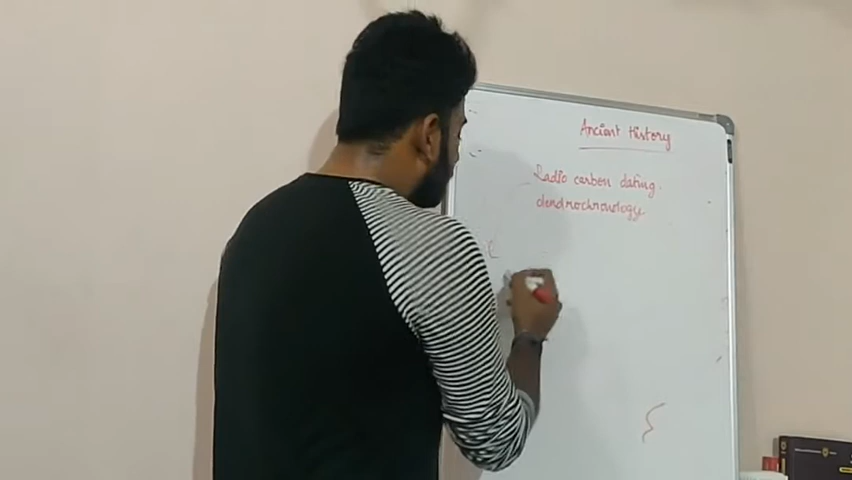 Ancient History
Radio carbon dating.
dendrochronology